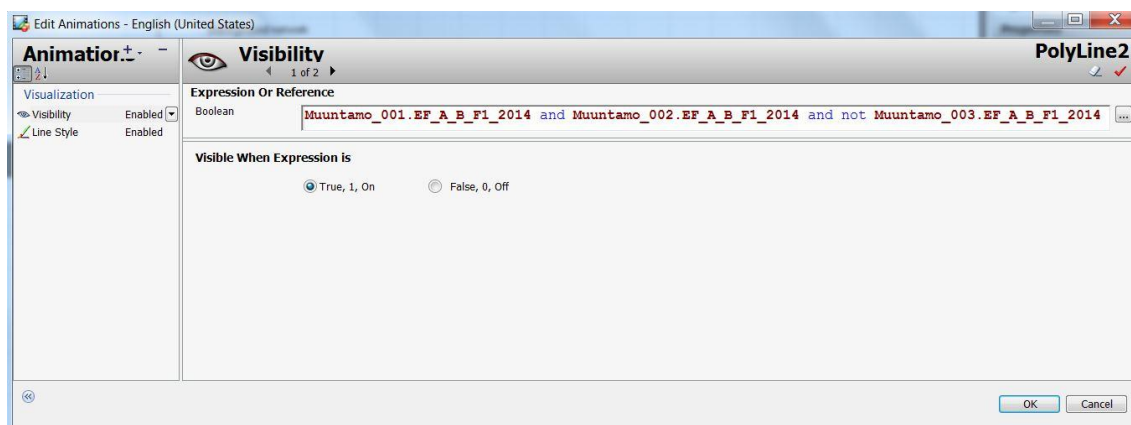 Edit Animations - English (United States)
Animation:
Visualization
Visibility Enabled
Line Style Enabled
Visibility
1 of 2
PolyLine2
Expression Or Reference
Boolean Muuntamo_001.EF_A_B_F1_2014 and Muuntamo_002.EF_A_B_F1_2014 and not Muuntamo_003.EF_A_B_F1_2014 ...
Visible When Expression is
True, 1, On False, 0, Off
OK Cancel